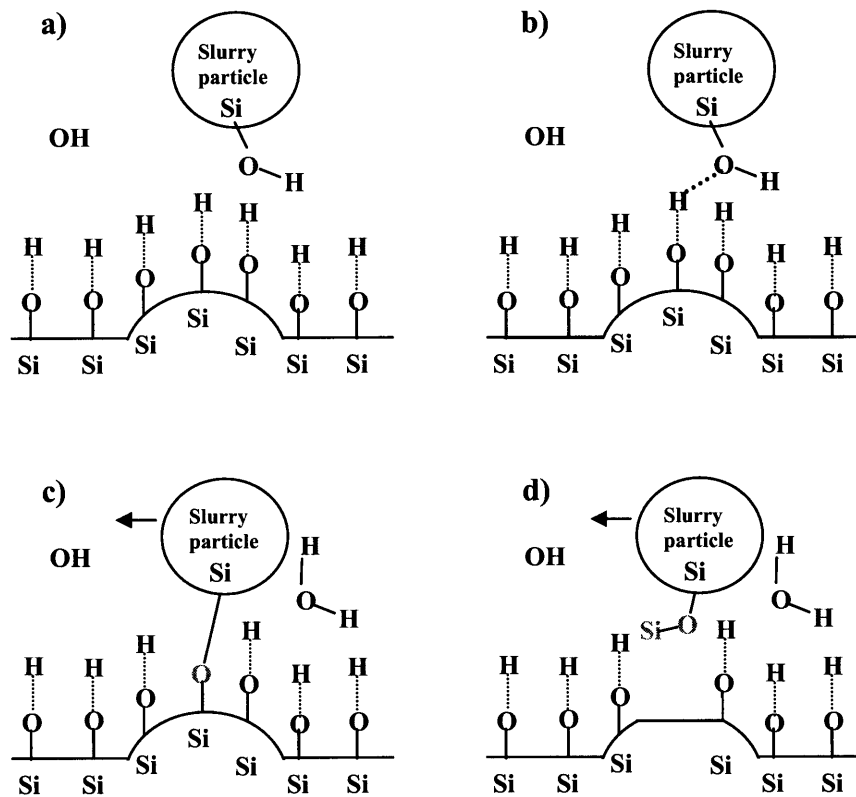 a)
Slurry
particle
Si
OH
O
H
H H H H H H H
O O O O O O O
Si Si Si Si Si Si Si
b)
Slurry
particle
Si
OH
O
H
H H H H H H H
O O O O O O O
Si Si Si Si Si Si Si
c)
Slurry
particle
Si
H
OH
O
H
H H H H H H
O O O O O O O
Si Si Si Si Si Si Si
d)
Slurry
particle
Si
H
OH
O
H
Si O
H H H H H H
O O O O O O
Si Si Si Si Si Si